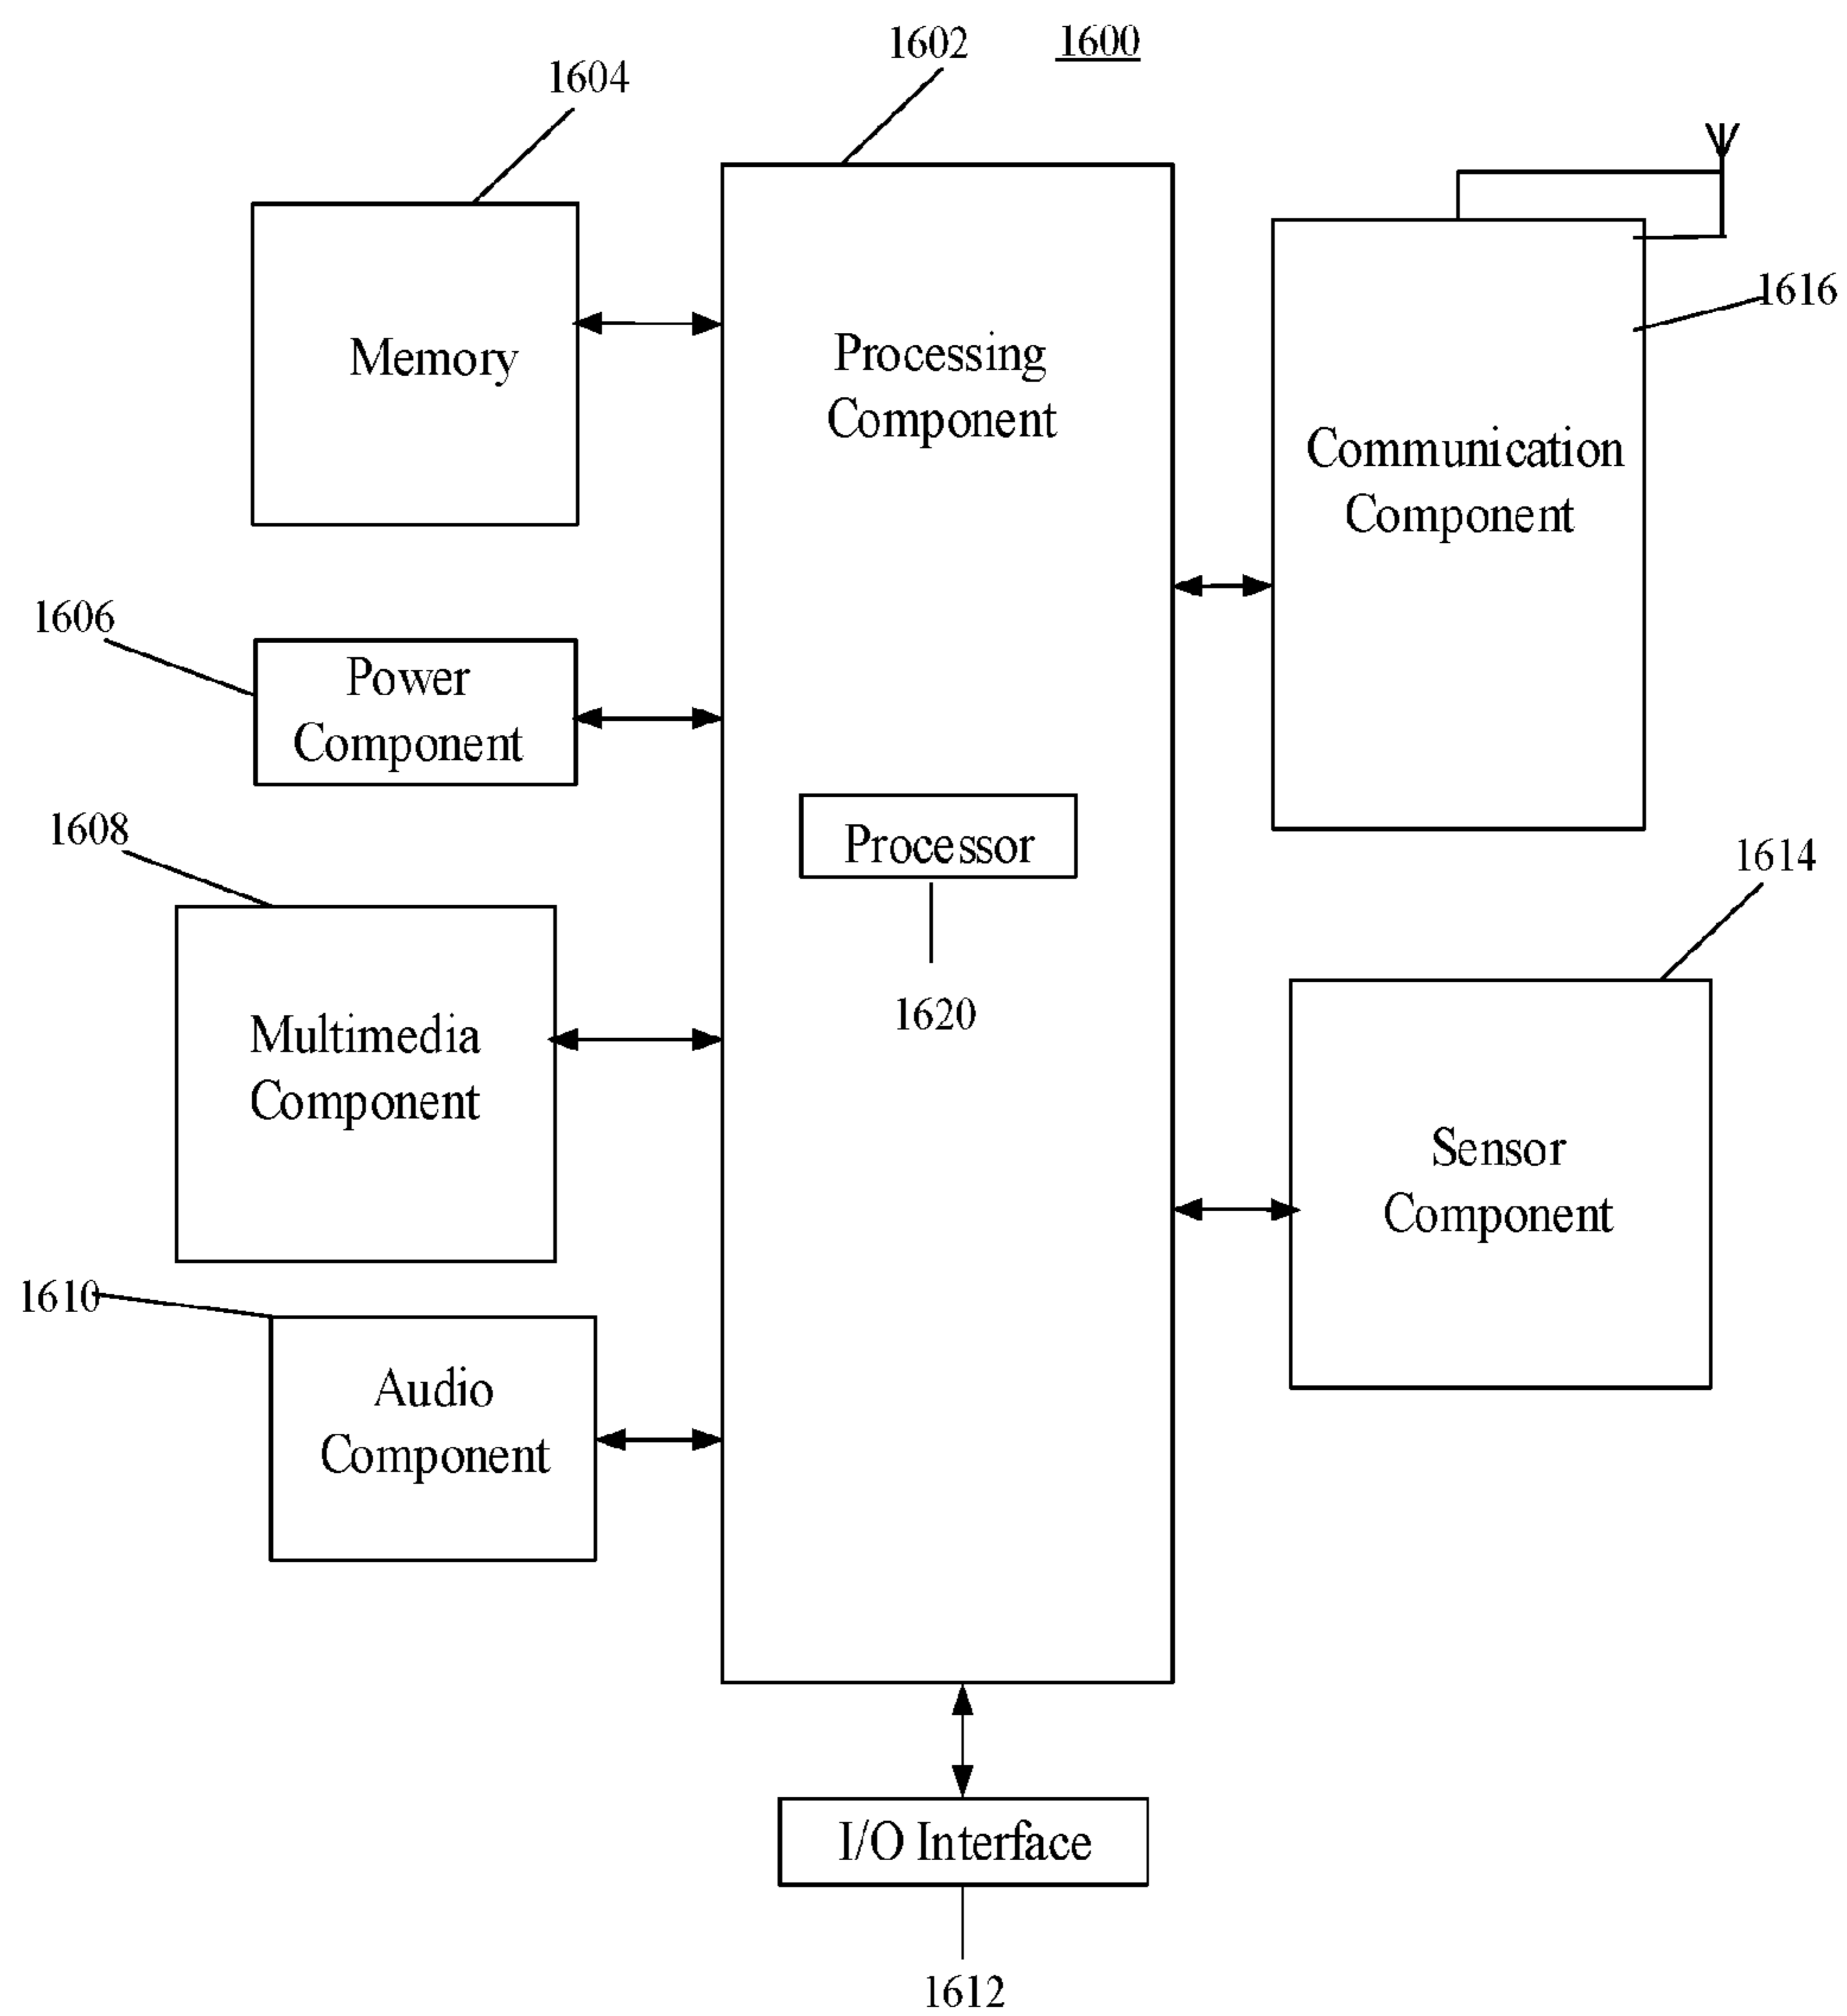 1602
1600
1604
1616
Memory
Processing
Component
Communication
Component
1606
Power
Component
1608
Processor
1614
1620
Multimedia
Component
Sensor
Component
1610
Audio
Component
I/O Interface
1612